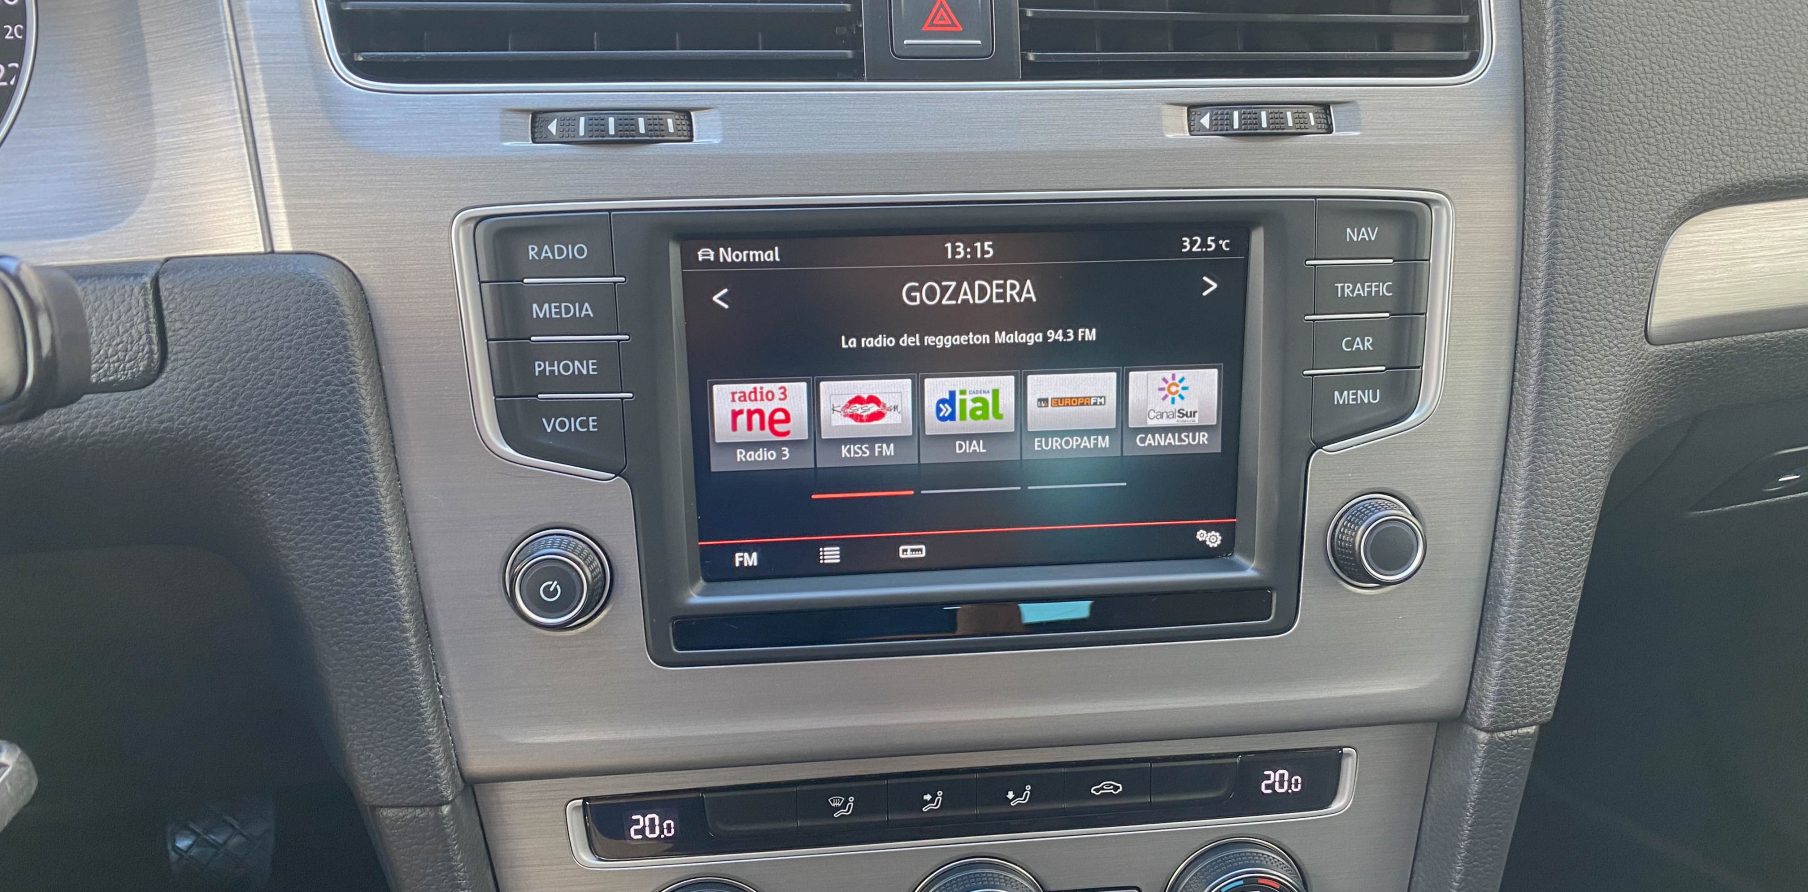 20
RADIO
MEDIA
PHONE
VOICE
Normal
13:15
32.5°C
<
GOZADERA
>
La radio del reggaeton Malaga 94.3 FM
radio 3
rne
CADENA
dial
EUROPAFM
CanalSur
Radio 3
KISS FM
DIAL
EUROPAFM
CANALSUR
FM
NAV
TRAFFIC
CAR
MENU
20.0
20.0